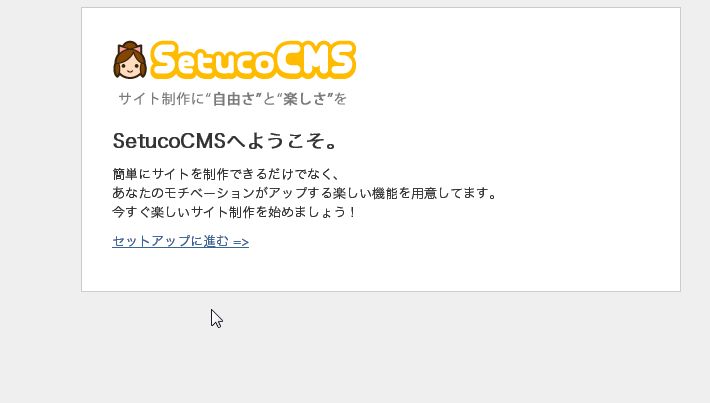 SetucoCMS
サイト制作に“自由さ”と“楽しさ”を
SetucoCMSへようこそ。
簡単にサイトを制作できるだけでなく、
あなたのモチベーションがアップする楽しい機能を用意してます。
今すぐ楽しいサイト制作を始めましょう！
セットアップに進む =>